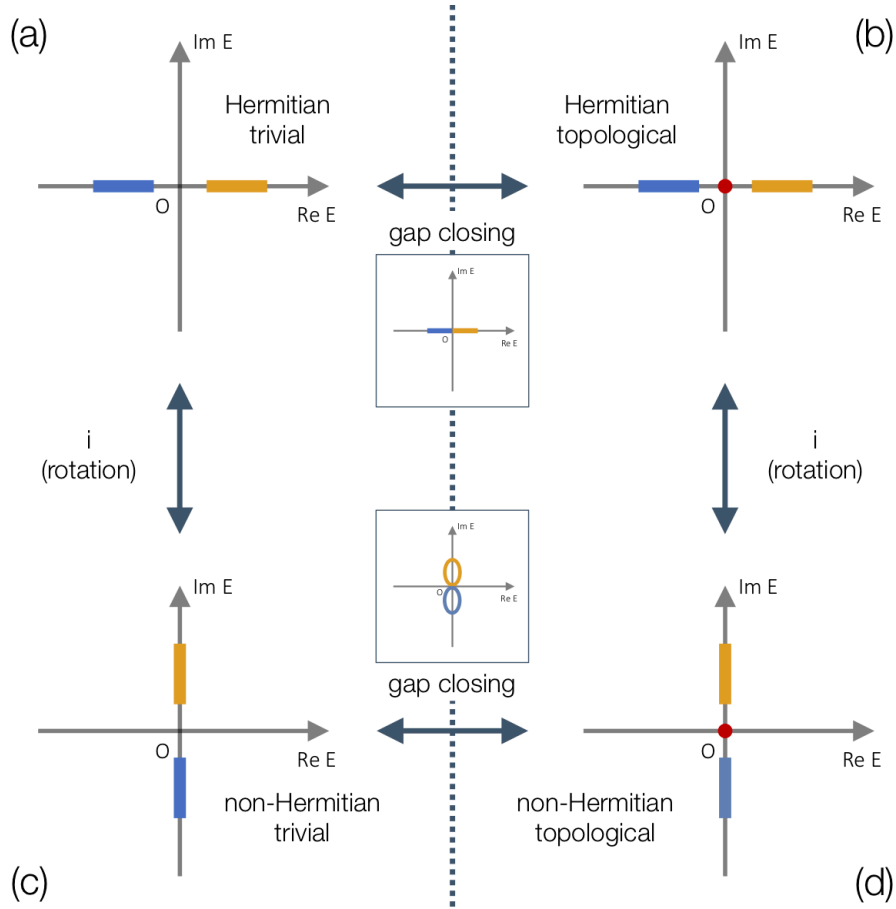 (a)
Im E
Hermitian
trivial
O
Re E
(b)
Im E
Hermitian
topological
O
Re E
gap closing
Im E
O
Re E
i
(rotation)
i
(rotation)
Im E
O
Re E
gap closing
Im E
O
Re E
non-Hermitian
trivial
(c)
Im E
O
Re E
non-Hermitian
topological
(d)